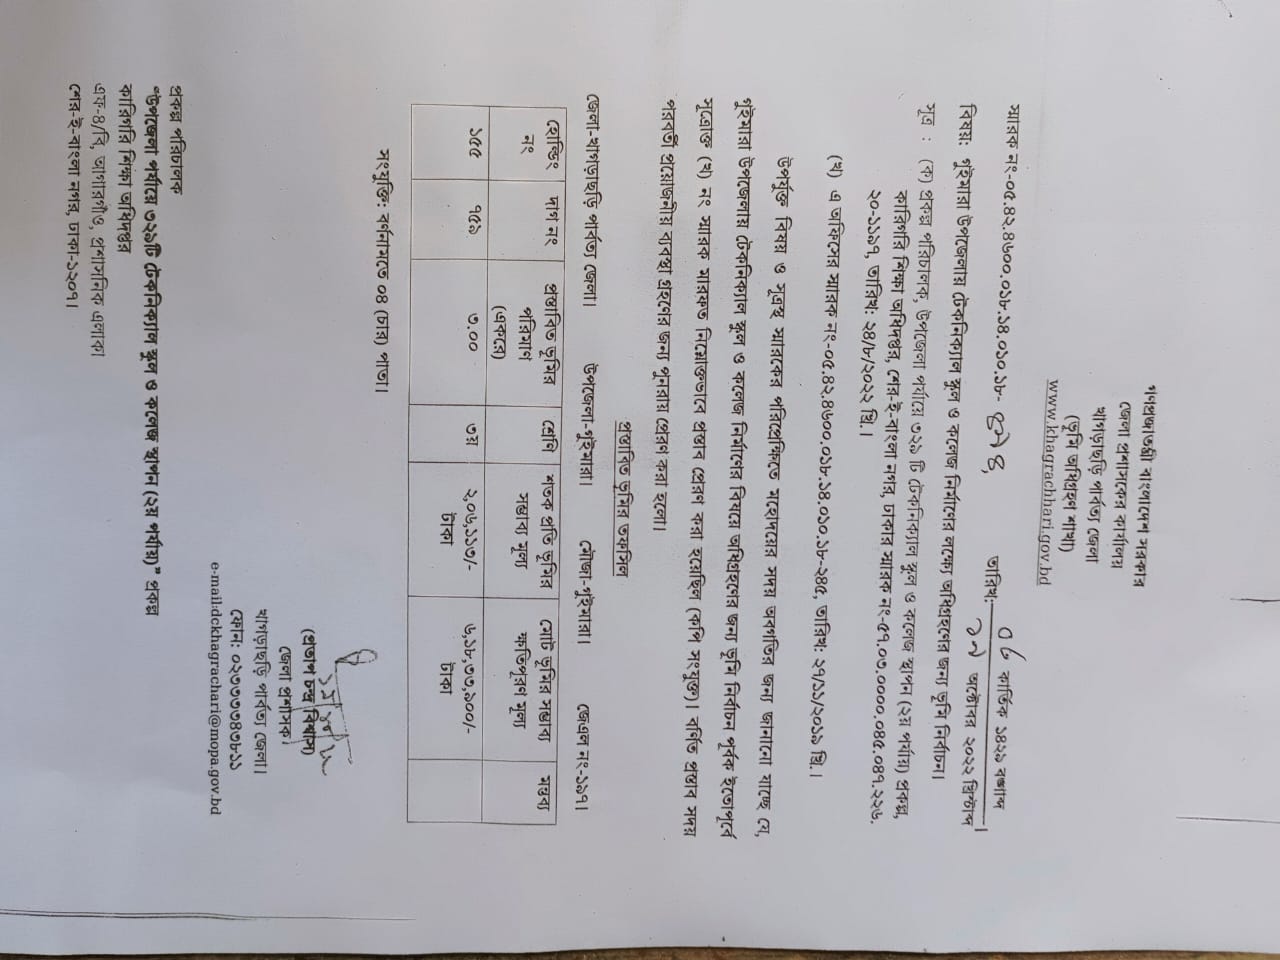 গণপ্রজাতন্ত্রী বাংলাদেশ সরকার
জেলা প্রশাসকের কার্যালয়
খাগড়াছড়ি পার্বত্য জেলা
(ভূমি অধিগ্রহণ শাখা)
www.khagrachhari.gov.bd
স্মারক নং-০৫.৪২.৪৬০০.০১৮.১৪.০১০.১৮-
তারিখ: ০৬ কার্তিক ১৪২৯ বঙ্গাব্দ
অক্টোবর ২০২২ খ্রিস্টাব্দ
বিষয়: গুইমারা উপজেলায় টেকনিক্যাল স্কুল ও কলেজ নির্মাণের লক্ষ্যে অধিগ্রহণের জন্য ভূমি নির্বাচন।
সূত্র : (ক) প্রকল্প পরিচালক, উপজেলা পর্যায়ে ৩২৯ টি টেকনিক্যাল স্কুল ও কলেজ স্থাপন (২য় পর্যায়) প্রকল্প,
কারিগরি শিক্ষা অধিদপ্তর, শের-ই-বাংলা নগর, ঢাকার স্মারক নং-৫৭.০৩.০০০০.০৪৫.০৪৭.২২৬.
২০-১১৯৭, তারিখ: ২৪/৮/২০২২ খ্রি.।
(খ) এ অফিসের স্মারক নং-০৫.৪২.৪৬০০.০১৮.১৪.০১০.১৮-২৪৫, তারিখ: ২৭/১১/২০১৯ খ্রি.।
উপর্যুক্ত বিষয় ও সূত্রস্থ স্মারকের পরিপ্রেক্ষিতে মহোদয়ের সদয় অবগতির জন্য জানানো যাচ্ছে যে,
গুইমারা উপজেলায় টেকনিক্যাল স্কুল ও কলেজ নির্মাণের বিষয়ে অধিগ্রহণের জন্য ভূমি নির্বাচন পূর্বক ইতোপূর্বে
সূত্রোক্ত (খ) নং স্মারক মারফত নিম্নোক্তভাবে প্রস্তাব প্রেরণ করা হয়েছিল (কপি সংযুক্ত)। বর্ণিত প্রস্তাব সদয়
পরবর্তী প্রয়োজনীয় ব্যবস্থা গ্রহণের জন্য পুনরায় প্রেরণ করা হলো।
প্রস্তাবিত ভূমির তফসিল
জেলা-খাগড়াছড়ি পার্বত্য জেলা। উপজেলা-গুইমারা। মৌজা-গুইমারা। জেএল নং-১৯৭।
হোল্ডিং নং দাগ নং প্রস্তাবিত ভূমির পরিমাণ (একরে) শ্রেণি শতক প্রতি ভূমির সম্ভাব্য মূল্য মোট ভূমির সম্ভাব্য ক্ষতিপূরণ মূল্য মন্তব্য
১৫৫ ৭৫৯ ৩.০০ ৩য় ২,০৬,১১৩/- টাকা ৬,১৮,৩৩,৯০০/- টাকা
সংযুক্তি: বর্ণনামতে ০৪ (চার) পাতা।
(প্রতাপ চন্দ্র বিশ্বাস)
জেলা প্রশাসক
খাগড়াছড়ি পার্বত্য জেলা।
ফোন: ০২৩৩৩৩৪৩৮-১১
e-mail:dckhagrachari@mopa.gov.bd
প্রকল্প পরিচালক
"উপজেলা পর্যায়ে ৩২৯টি টেকনিক্যাল স্কুল ও কলেজ স্থাপন (২য় পর্যায়)" প্রকল্প
কারিগরি শিক্ষা অধিদপ্তর
এফ-৪/বি, আগারগাঁও, প্রশাসনিক এলাকা
শের-ই-বাংলা নগর, ঢাকা-১২০৭।